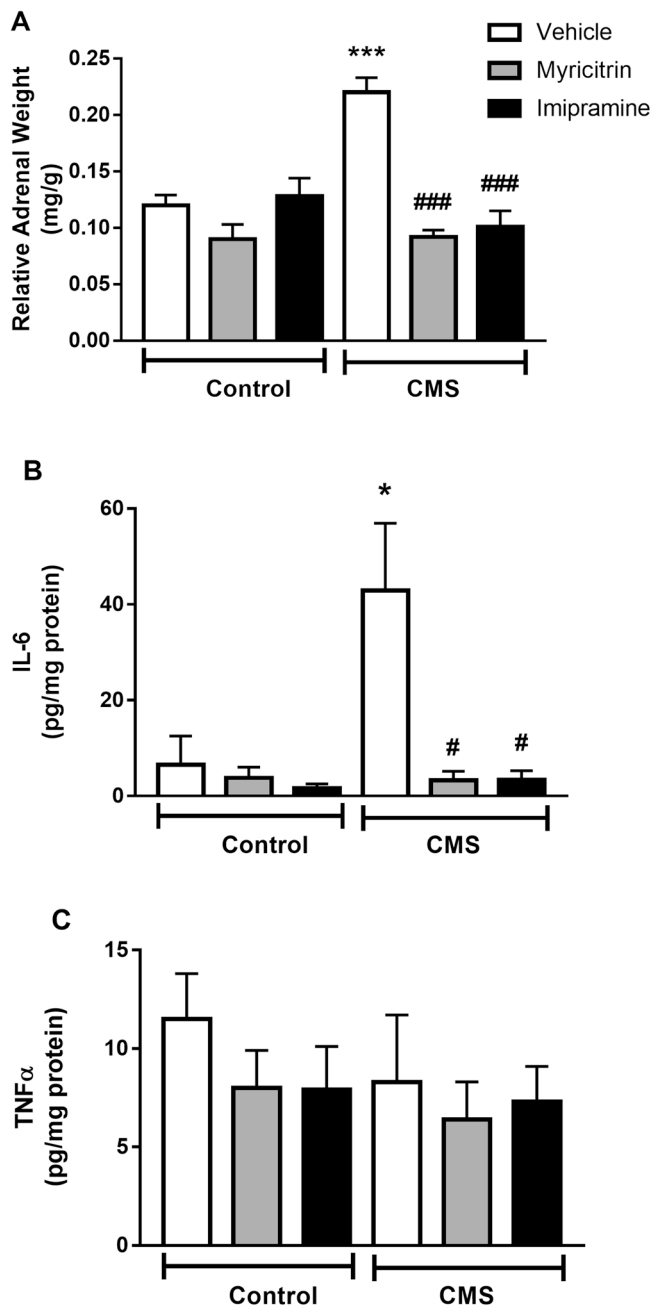 A
Vehicle
Myricitrin
Imipramine
Relative Adrenal Weight
(mg/g)
0.25
0.20
0.15
0.10
0.05
0.00
***
###
###
Control
CMS
B
IL-6
(pg/mg protein)
60
40
20
0
*
#
#
Control
CMS
C
TNFα
(pg/mg protein)
15
10
5
0
Control
CMS